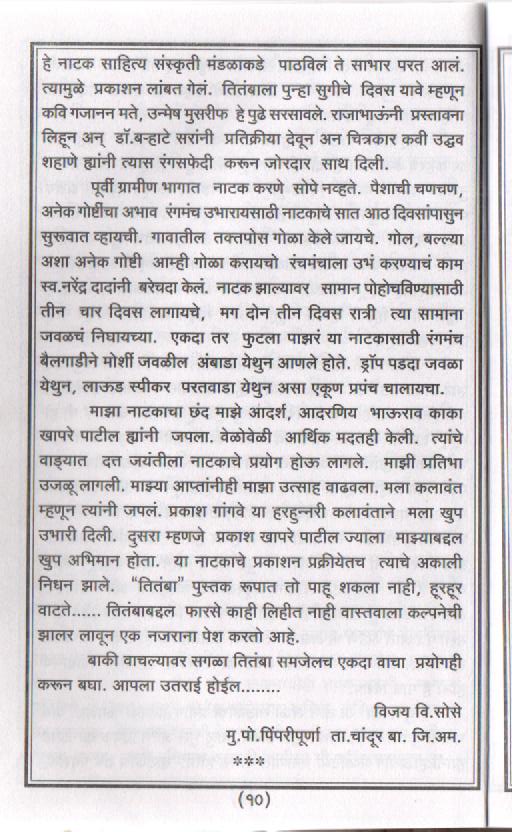 हे नाटक साहित्य संस्कृती मंडळाकडे पाठविलं ते साभार परत आलं.
त्यामुळे प्रकाशन लांबत गेलं. तितंबाला पुन्हा सुगीचे दिवस यावे म्हणून
कवि गजानन मते, उन्मेष मुसरीफ हे पुढे सरसावले. राजाभाऊंनी प्रस्तावना
लिहून अन् डॉ.बऱ्हाटे सरांनी प्रतिक्रीया देवून अन चित्रकार कवी उद्धव
शहाणे ह्यांनी त्यास रंगसफेदी करून जोरदार साथ दिली.
पूर्वी ग्रामीण भागात नाटक करणे सोपे नव्हते. पैशाची चणचण,
अनेक गोष्टींचा अभाव रंगमंच उभारायसाठी नाटकाचे सात आठ दिवसांपासुन
सुरूवात व्हायची. गावातील तक्तपोस गोळा केले जायचे. गोल, बल्ल्या
अशा अनेक गोष्टी आम्ही गोळा करायचो रंचमंचाला उभं करण्याचं काम
स्व.नरेंद्र दादांनी बरेचदा केलं. नाटक झाल्यावर सामान पोहोचविण्यासाठी
तीन चार दिवस लागायचे. मग दोन तीन दिवस रात्री त्या सामाना
जवळचं निघायच्या. एकदा तर फुटला पाझरं या नाटकासाठी रंगमंच
बैलगाडीने मोर्शी जवळील अंबाडा येथुन आणले होते. ड्रॉप पडदा जवळा
येथुन, लाऊड स्पीकर परतवाडा येथुन असा एकूण प्रपंच चालायचा.
माझा नाटकाचा छंद माझे आदर्श, आदरणिय भाऊराव काका
खापरे पाटील ह्यांनी जपला. वेळोवेळी आर्थिक मदतही केली. त्यांचे
वाड्यात दत जयंतीला नाटकाचे प्रयोग होऊ लागले. माझी प्रतिभा
उजळू लागली. माझ्या आप्तांनीही माझा उत्साह वाढवला. मला कलावंत
म्हणून त्यांनी जपलं. प्रकाश गांगवे या हरहुन्नरी कलावंताने मला खुप
उभारी दिली. दुसरा म्हणजे प्रकाश खापरे पाटील ज्याला माझ्याबद्दल
खुप अभिमान होता. या नाटकाचे प्रकाशन प्रक्रीयेतच त्याचे अकाली
निधन झाले. “तितंबा” पुस्तक रूपात तो पाहू शकला नाही, हूरहूर
वाटते...... तितंबाबद्दल फारसे काही लिहीत नाही वास्तवाला कल्पनेची
झालर लावून एक नजराना पेश करतो आहे.
बाकी वाचल्यावर सगळा तितंबा समजेलच एकदा वाचा प्रयोगही
करून बघा. आपला उतराई होईल........
विजय वि.सोसे
मु.पो.पिंपरीपूर्णा ता.चांदूर बा. जि.अम.
***
(१०)